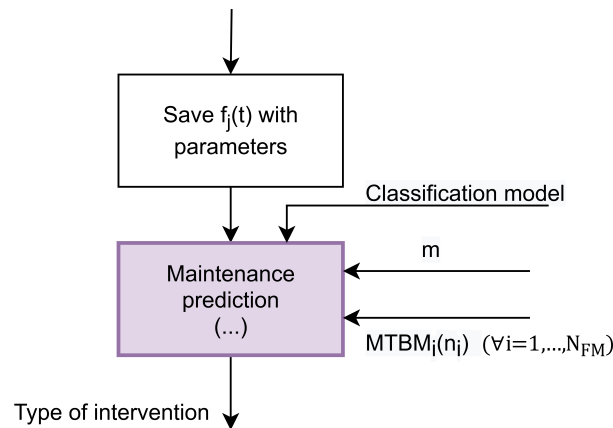 Save f_j(t) with
parameters
Classification model
Maintenance
prediction
(...)
m
MTBM_i(n_i) (∀i=1,...,N_FM)
Type of intervention